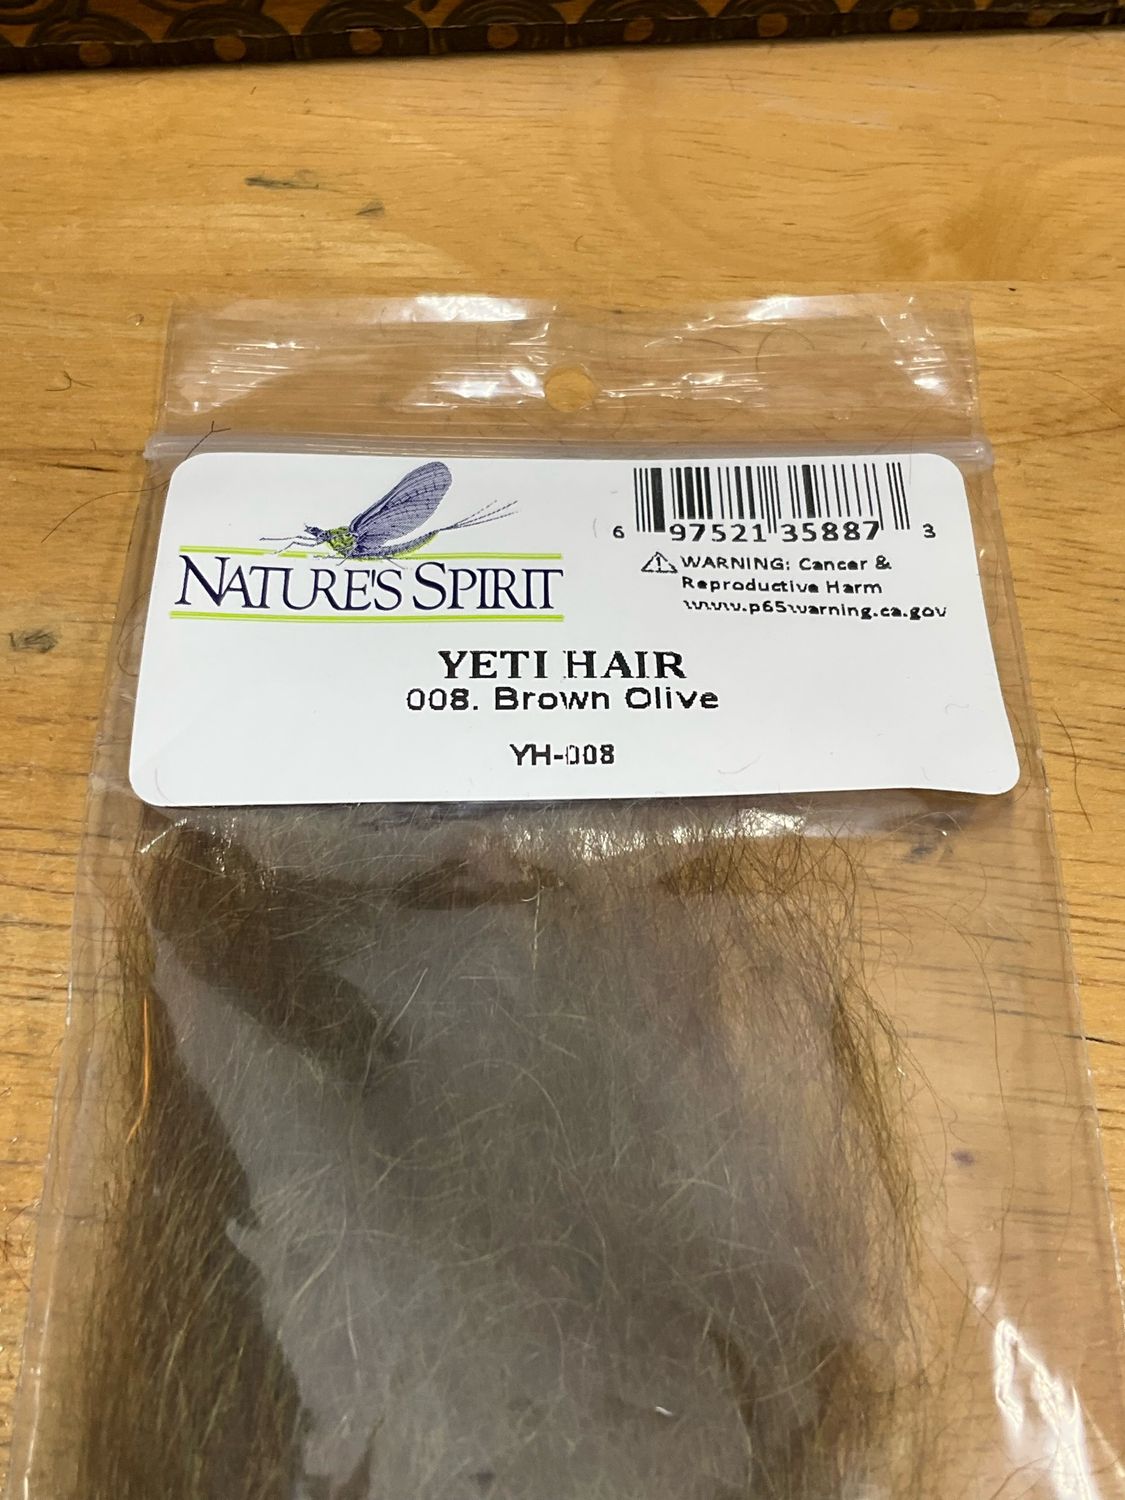 NATURE'S SPIRIT
6 97521 35887 3
WARNING: Cancer &
Reproductive Harm
www.p65warning.ca.gov
YETI HAIR
008. Brown Olive
YH-008